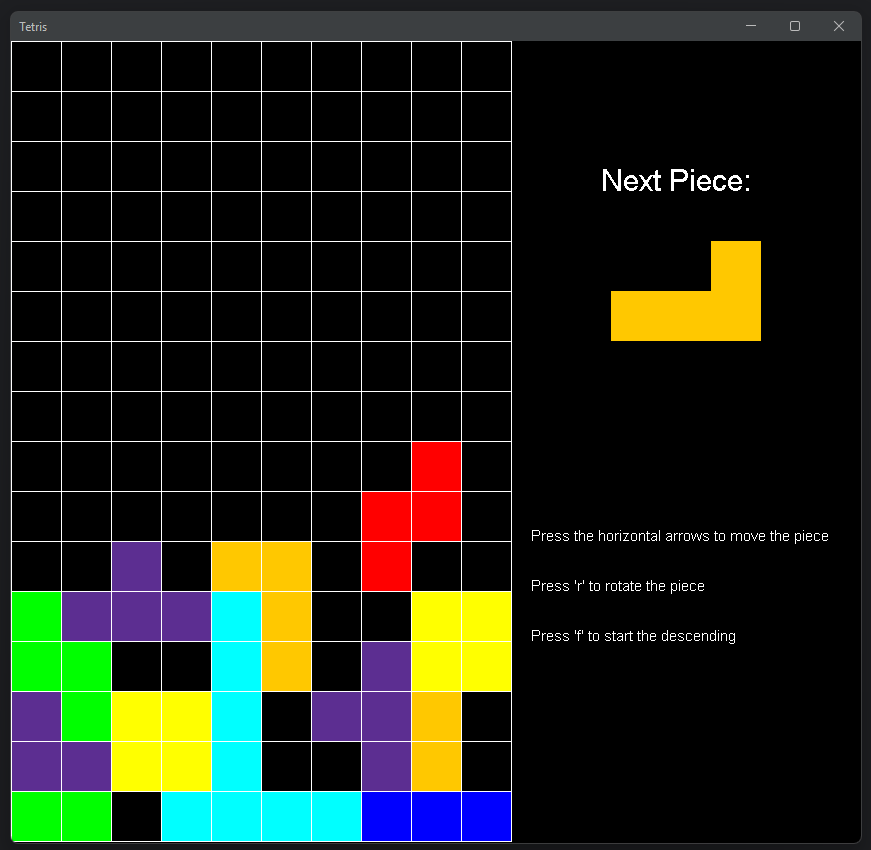 Tetris
Next Piece:
Press the horizontal arrows to move the piece
Press 'r' to rotate the piece
Press 'f' to start the descending